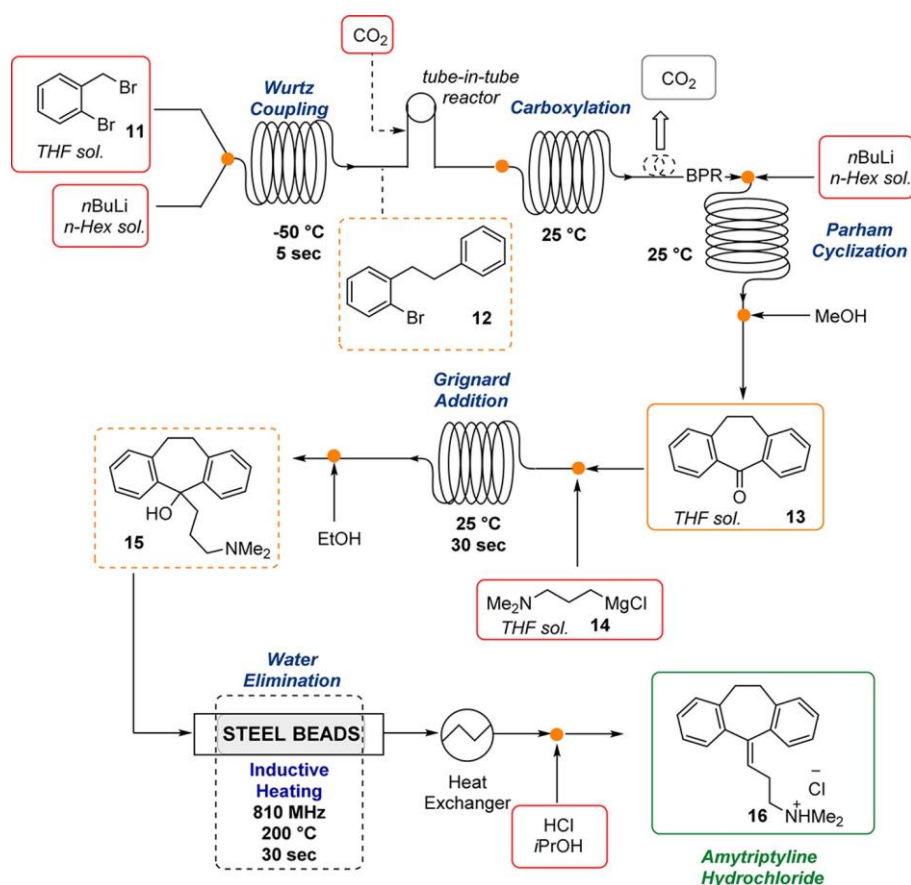 CO2
Br
Br
11
THF sol.
Wurtz
Coupling
tube-in-tube
reactor
Carboxylation
CO2
nBuLi
n-Hex sol.
-50 °C
5 sec
25 °C
BPR
nBuLi
n-Hex sol.
25 °C
Parham
Cyclization
Br
12
MeOH
Grignard
Addition
HO
NMe2
15
EtOH
25 °C
30 sec
O
THF sol.
13
Me2N
MgCl
THF sol.
14
Water
Elimination
STEEL BEADS
Inductive
Heating
810 MHz
200 °C
30 sec
Heat
Exchanger
HCl
iPrOH
–
Cl
+
NHMe2
16
Amytriptyline
Hydrochloride